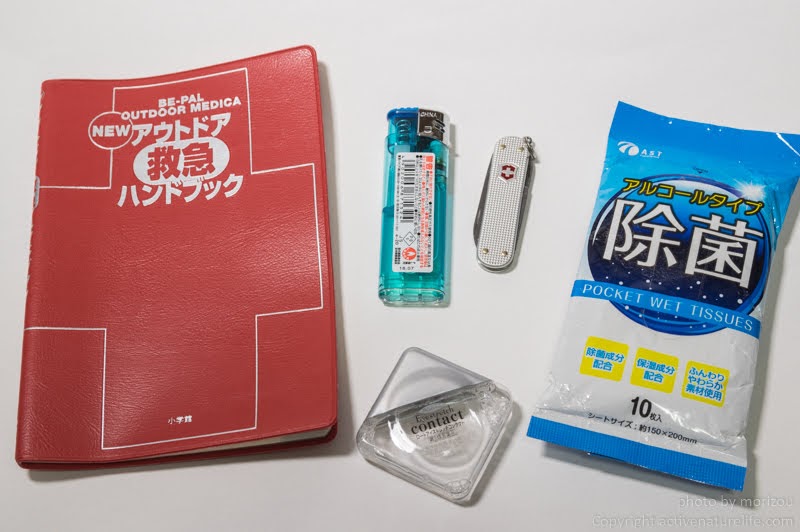 BE-PAL
OUTDOOR MEDICA
NEW アウトドア
救急
ハンドブック
小学館
CHINA
18.07
contact
AST
アルコールタイプ
除菌
POCKET WET TISSUES
除菌成分
配合
保湿成分
配合
ふんわり
やわらか
素材使用
10枚入
シートサイズ:約150×200mm
photo by morizou
Copyright activenaturelife.com